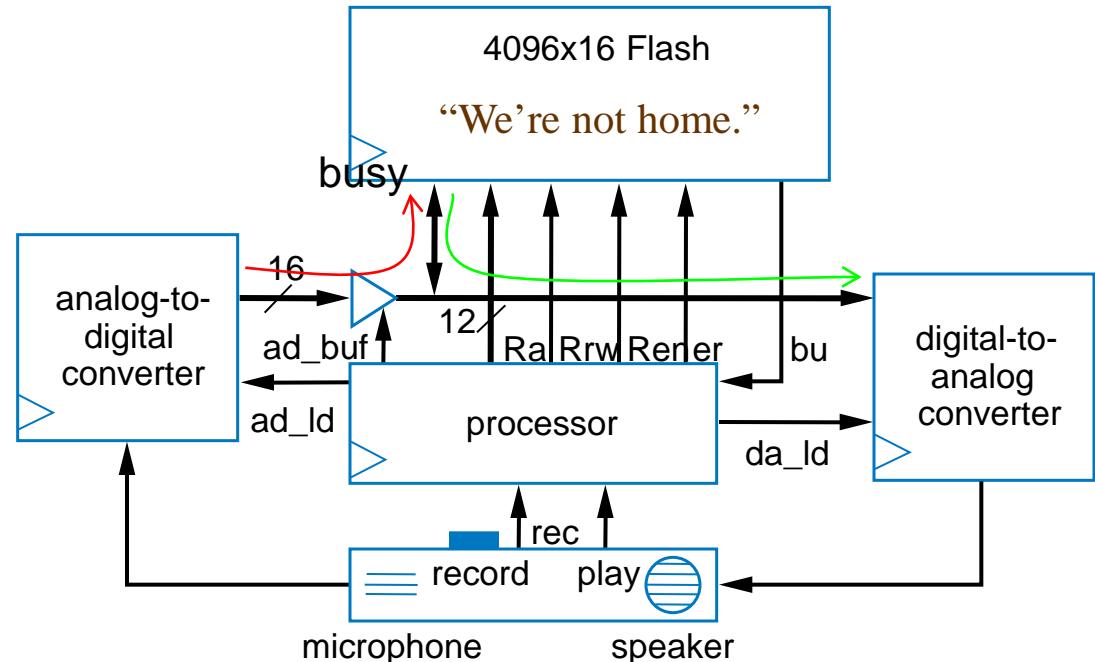 4096x16 Flash
“We’re not home.”
busy
16
analog-to-
digital
converter
12
ad_buf
Ra Rrw Ren er
bu
digital-to-
analog
converter
ad_ld
processor
da_ld
rec
record
play
microphone
speaker